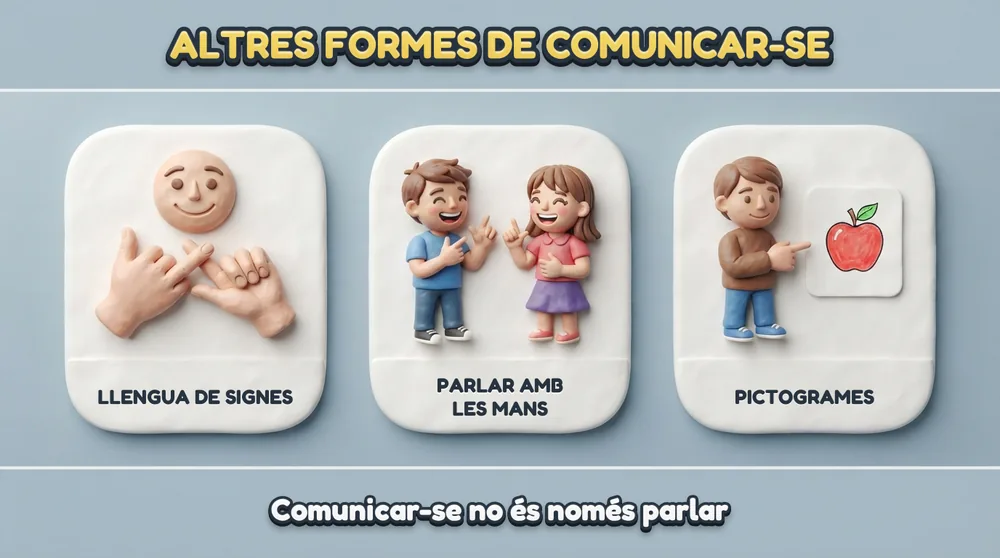 ALTRES FORMES DE COMUNICAR-SE
LLENGUA DE SIGNES
PARLAR AMB
LES MANS
PICTOGRAMES
Comunicar-se no és només parlar